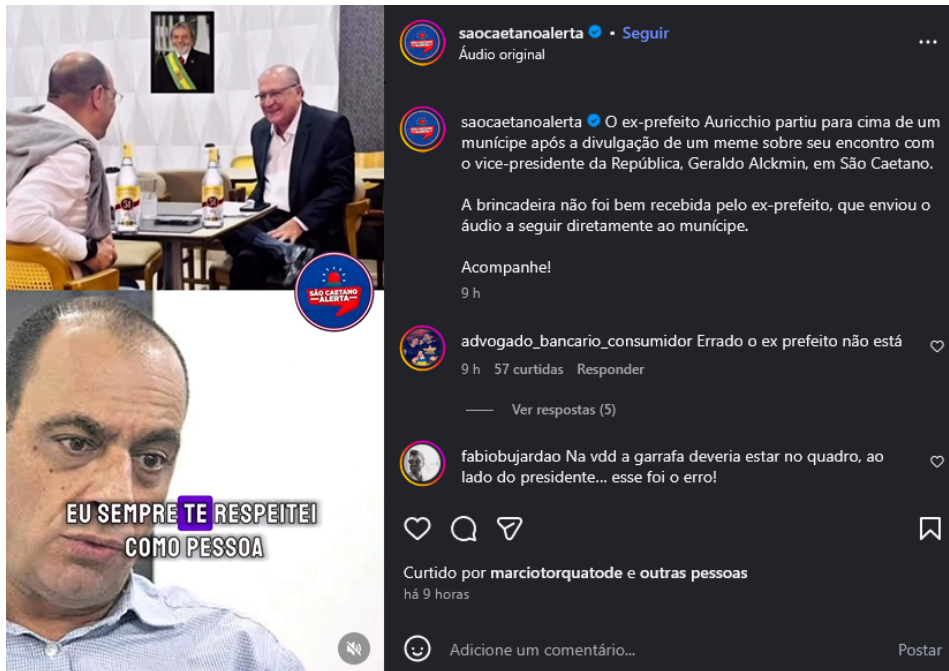 SÃO CAETANO
ALERTA
EU SEMPRE TE RESPEITEI
COMO PESSOA
saocaetanoalerta • Seguir
Áudio original
saocaetanoalerta O ex-prefeito Auricchio partiu para cima de um
munícipe após a divulgação de um meme sobre seu encontro com
o vice-presidente da República, Geraldo Alckmin, em São Caetano.
A brincadeira não foi bem recebida pelo ex-prefeito, que enviou o
áudio a seguir diretamente ao munícipe.
Acompanhe!
9 h
advogado_bancario_consumidor Errado o ex prefeito não está
9 h 57 curtidas Responder
Ver respostas (5)
fabiobujardao Na vdd a garrafa deveria estar no quadro, ao
lado do presidente... esse foi o erro!
Curtido por marciotorquatode e outras pessoas
há 9 horas
Adicione um comentário...
Postar